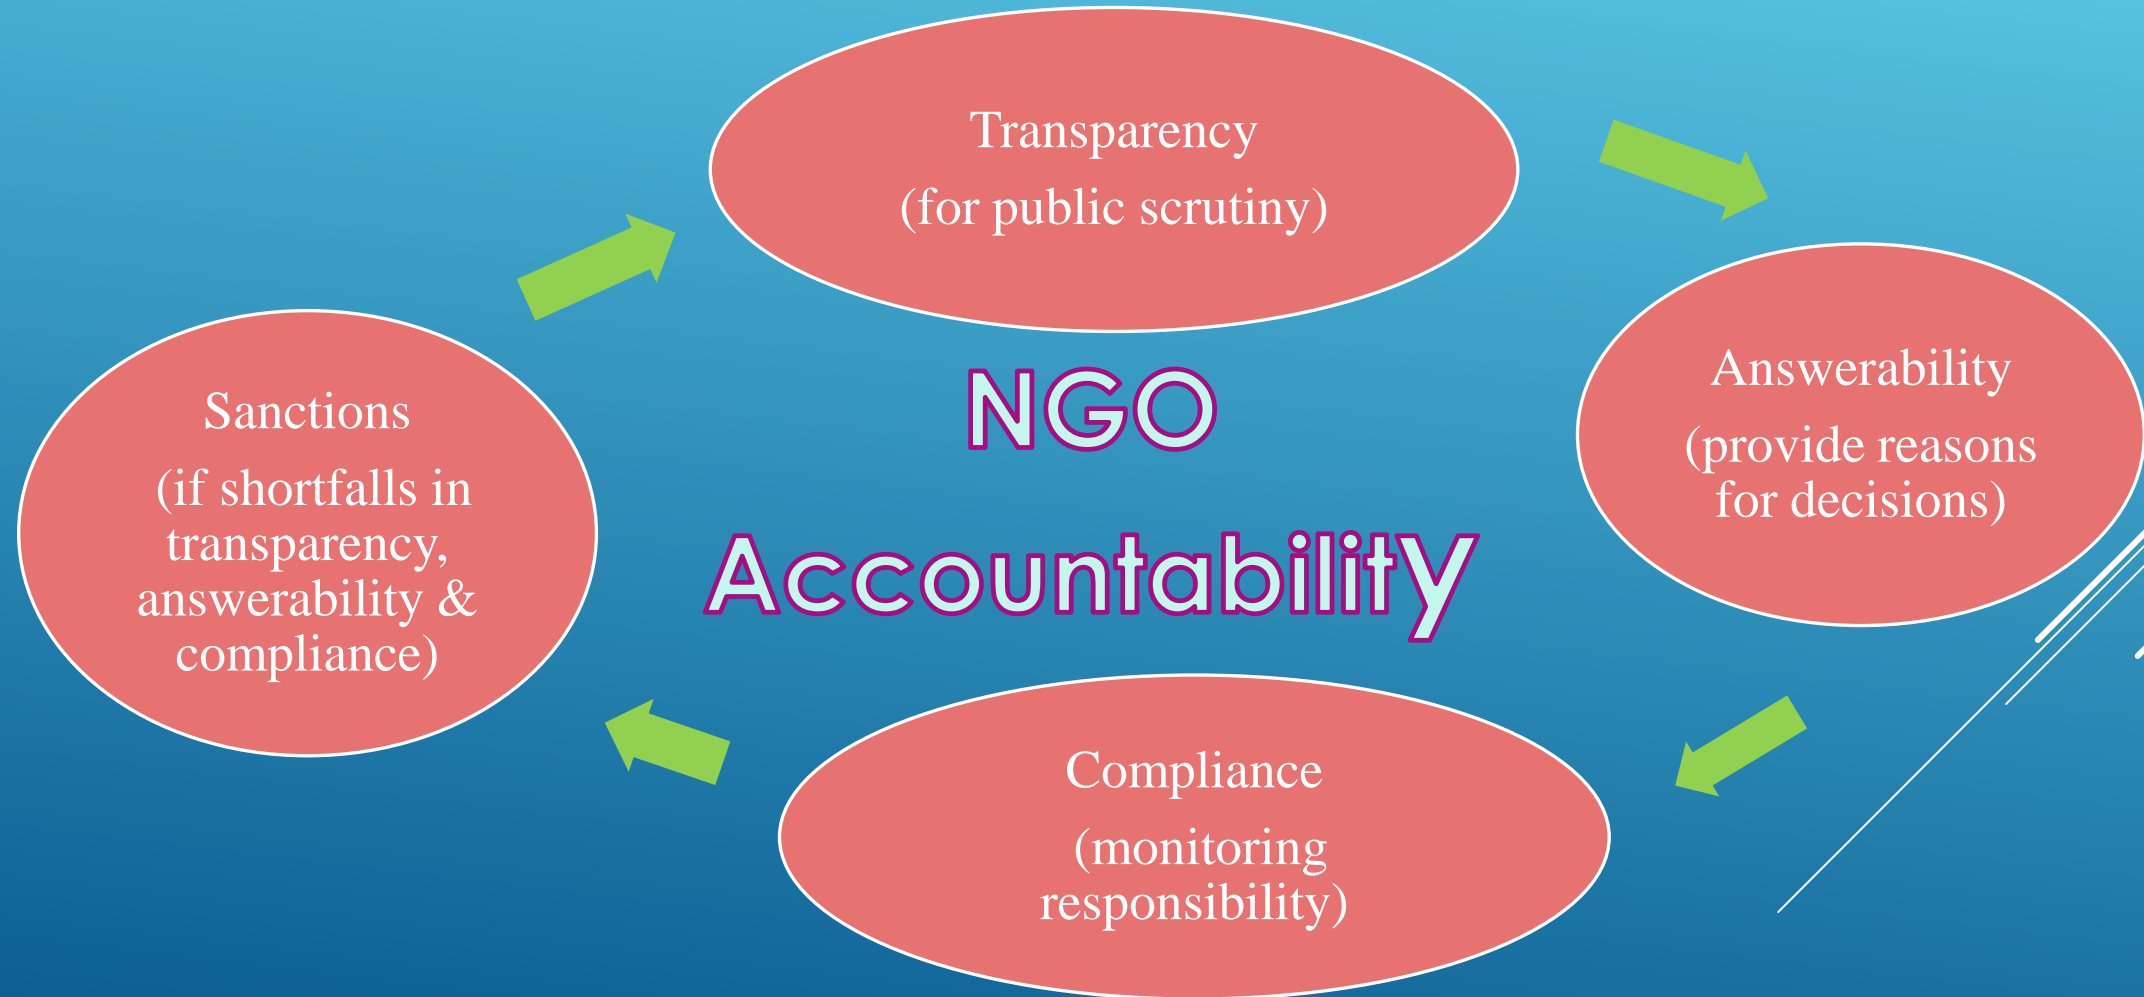 Transparency
(for public scrutiny)
Answerability
(provide reasons
for decisions)
NGO
Accountability
Sanctions
(if shortfalls in
transparency,
answerability &
compliance)
Compliance
(monitoring
responsibility)